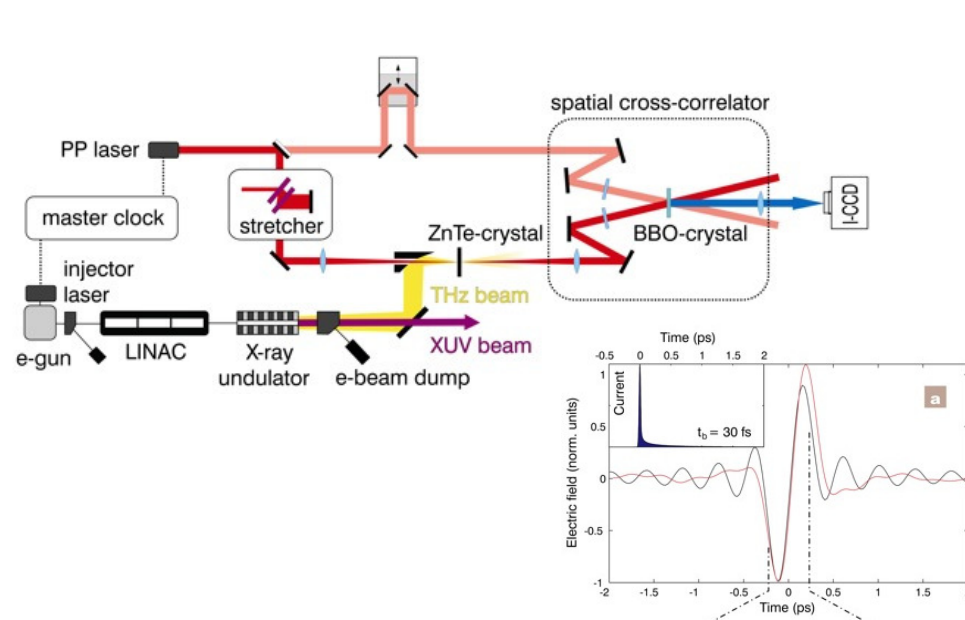 spatial cross-correlator
PP laser
master clock
stretcher
ZnTe-crystal
BBO-crystal
I-CCD
injector
laser
THz beam
XUV beam
e-gun
LINAC
X-ray
undulator
e-beam dump
Time (ps)
-0.5 0 0.5 1 1.5 2
Current
t_b = 30 fs
a
Electric field (norm. units)
1
0.5
0
-0.5
-1
-2 -1.5 -1 -0.5 0 0.5 1 1.5
Time (ps)